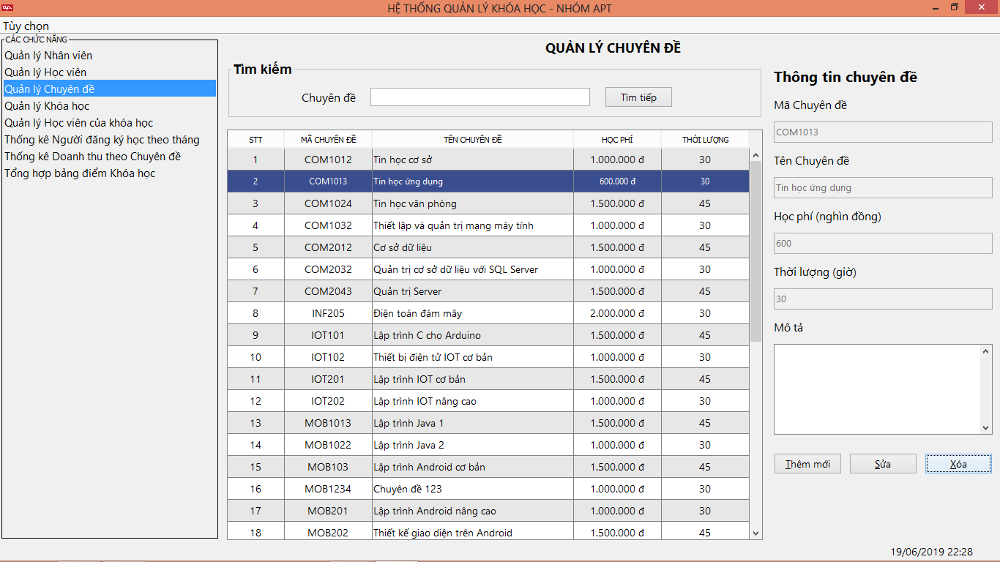 HỆ THỐNG QUẢN LÝ KHÓA HỌC - NHÓM APT
Tùy chọn
CÁC CHỨC NĂNG
Quản lý Nhân viên
Quản lý Học viên
Quản lý Chuyên đề
Quản lý Khóa học
Quản lý Học viên của khóa học
Thống kê Người đăng ký học theo tháng
Thống kê Doanh thu theo Chuyên đề
Tổng hợp bảng điểm Khóa học
QUẢN LÝ CHUYÊN ĐỀ
Tìm kiếm
Chuyên đề Tìm tiếp
STT MÃ CHUYÊN ĐỀ TÊN CHUYÊN ĐỀ HỌC PHÍ THỜI LƯỢNG
1 COM1012 Tin học cơ sở 1.000.000 đ 30
2 COM1013 Tin học ứng dụng 600.000 đ 30
3 COM1024 Tin học văn phòng 1.500.000 đ 45
4 COM1032 Thiết lập và quản trị mạng máy tính 1.000.000 đ 30
5 COM2012 Cơ sở dữ liệu 1.500.000 đ 45
6 COM2032 Quản trị cơ sở dữ liệu với SQL Server 1.000.000 đ 30
7 COM2043 Quản trị Server 1.500.000 đ 45
8 INF205 Điện toán đám mây 2.000.000 đ 30
9 IOT101 Lập trình C cho Arduino 1.500.000 đ 45
10 IOT102 Thiết bị điện tử IOT cơ bản 1.000.000 đ 30
11 IOT201 Lập trình IOT cơ bản 1.500.000 đ 45
12 IOT202 Lập trình IOT nâng cao 1.000.000 đ 30
13 MOB1013 Lập trình Java 1 1.500.000 đ 45
14 MOB1022 Lập trình Java 2 1.000.000 đ 30
15 MOB103 Lập trình Android cơ bản 1.500.000 đ 45
16 MOB1234 Chuyên đề 123 1.000.000 đ 30
17 MOB201 Lập trình Android nâng cao 1.000.000 đ 30
18 MOB202 Thiết kế giao diện trên Android 1.500.000 đ 45
Thông tin chuyên đề
Mã Chuyên đề
COM1013
Tên Chuyên đề
Tin học ứng dụng
Học phí (nghìn đồng)
600
Thời lượng (giờ)
30
Mô tả
Thêm mới Sửa Xóa
19/06/2019 22:28